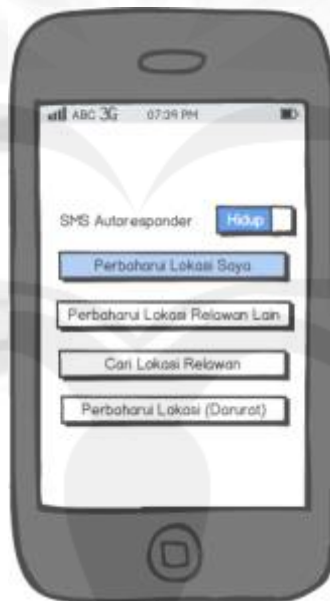 ABC 3G 07:29 PM
SMS Autoresponder Hidup
Perbaharui Lokasi Saya
Perbaharui Lokasi Relawan Lain
Cari Lokasi Relawan
Perbaharui Lokasi (Darurat)